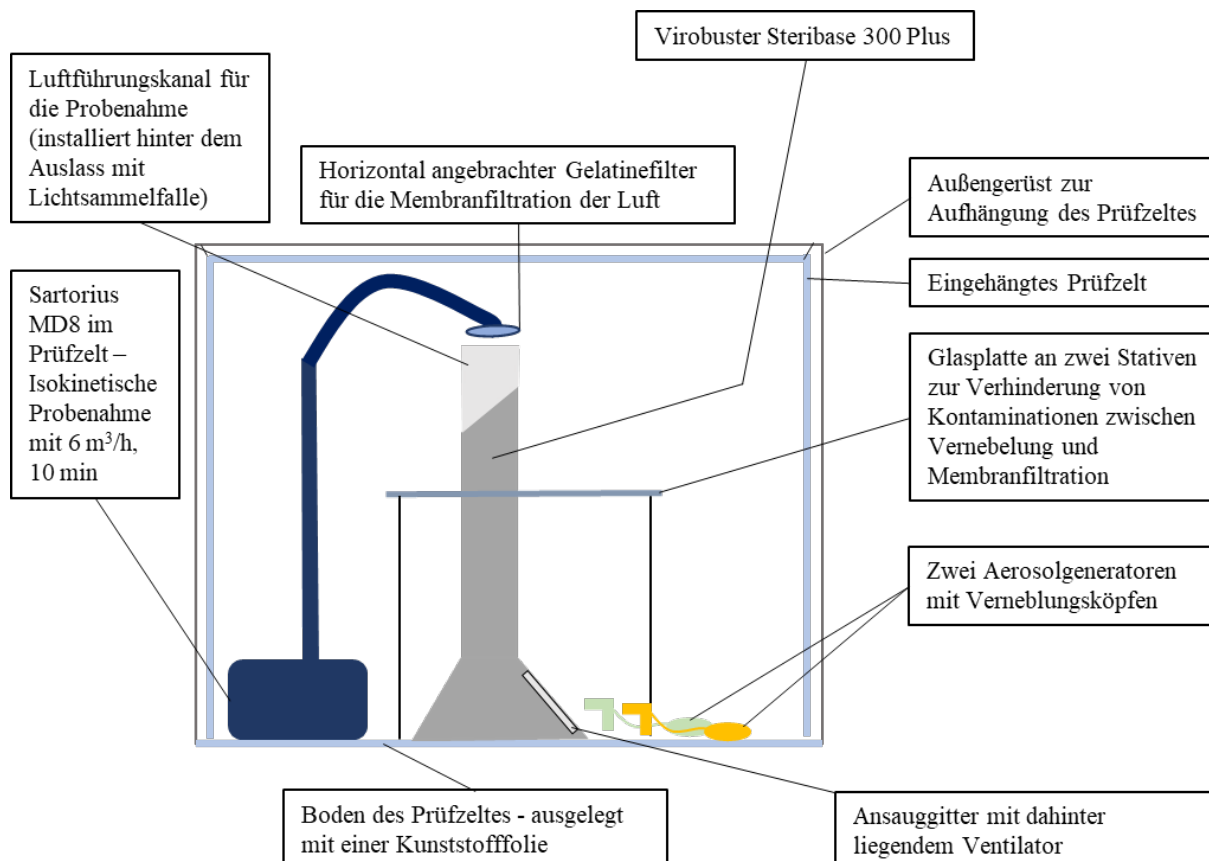 Virobuster Steribase 300 Plus
Luftführungskanal für
die Probenahme
(installiert hinter dem
Auslass mit
Lichtsammelfalle)
Horizontal angebrachter Gelatinefilter
für die Membranfiltration der Luft
Außengerüst zur
Aufhängung des Prüfzeltes
Sartorius
MD8 im
Prüfzelt –
Isokinetische
Probenahme
mit 6 m³/h,
10 min
Eingehängtes Prüfzelt
Glasplatte an zwei Stativen
zur Verhinderung von
Kontaminationen zwischen
Vernebelung und
Membranfiltration
Zwei Aerosolgeneratoren
mit Verneblungsköpfen
Boden des Prüfzeltes - ausgelegt
mit einer Kunststofffolie
Ansauggitter mit dahinter
liegendem Ventilator